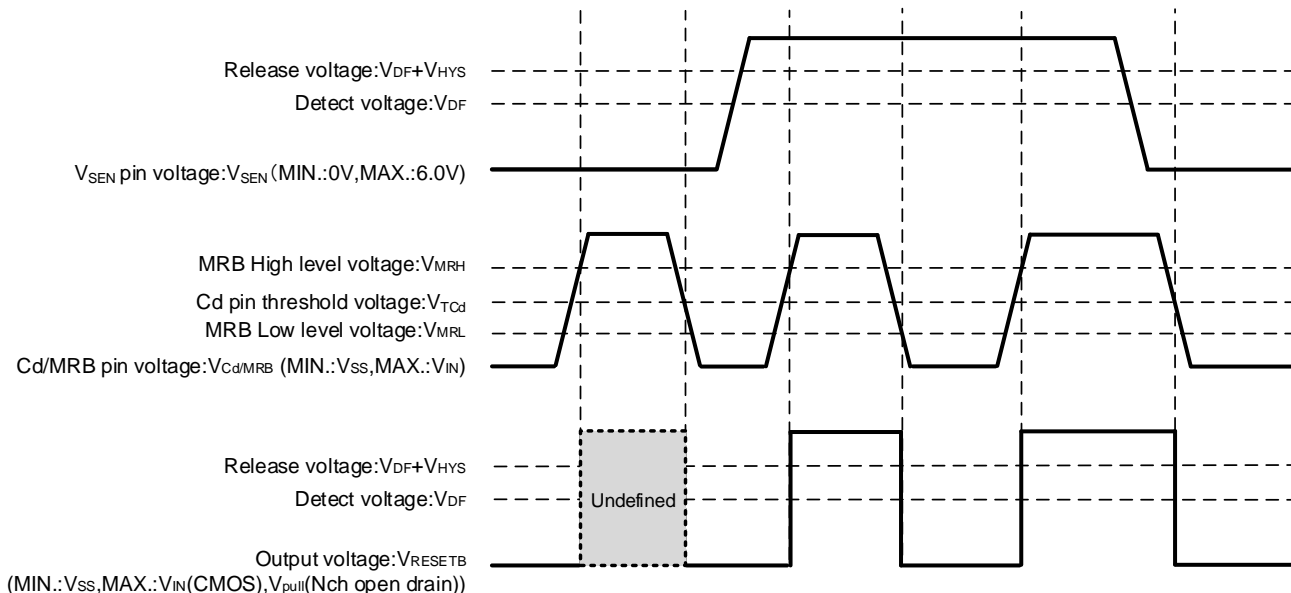 Release voltage:VDF+VHYS
Detect voltage:VDF
VSEN pin voltage:VSEN(MIN.:0V,MAX.:6.0V)
MRB High level voltage:VMRH
Cd pin threshold voltage:VTCd
MRB Low level voltage:VMRL
Cd/MRB pin voltage:VCd/MRB (MIN.:VSS,MAX.:VIN)
Release voltage:VDF+VHYS
Detect voltage:VDF
Undefined
Output voltage:VRESETB
(MIN.:VSS,MAX.:VIN(CMOS),Vpull(Nch open drain))